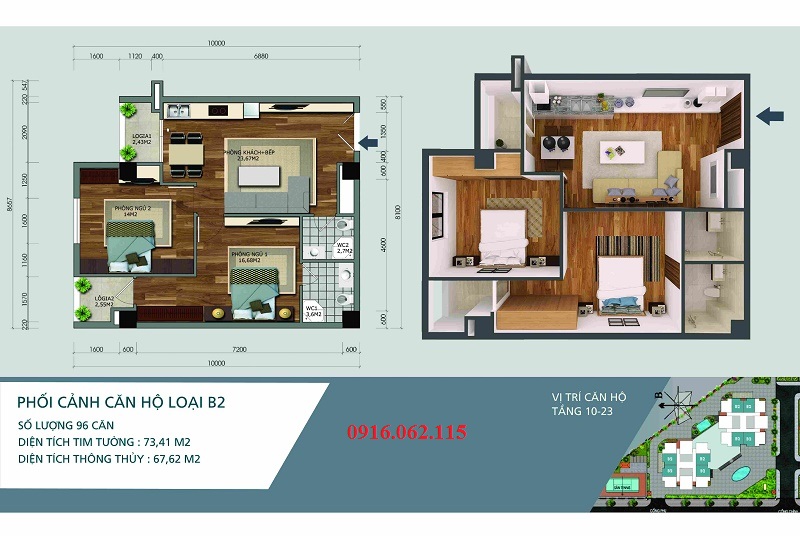 10000
1600
1120
400
6880
547
220
2090
1250
1600
1160
1070
220
8657
LOGIA1
2,43M2
PHÒNG KHÁCH+BẾP
23,67M2
PHÒNG NGỦ 2
14M2
PHÒNG NGỦ 1
16,68M2
WC2
2,7M2
WC1
3,6M2
LÔGIA2
2,55M2
550
1350
400
600
4600
600
8100
1600
600
7200
600
10000
PHỐI CẢNH CĂN HỘ LOẠI B2
SỐ LƯỢNG 96 CĂN
DIỆN TÍCH TIM TƯỜNG : 73,41 M2
DIỆN TÍCH THÔNG THỦY : 67,62 M2
0916.062.115
VỊ TRÍ CĂN HỘ
TẦNG 10-23
B